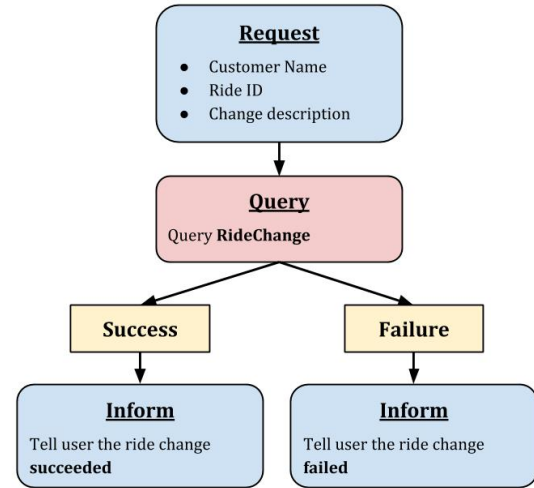 Request
● Customer Name
● Ride ID
● Change description
Query
Query RideChange
Success
Failure
Inform
Tell user the ride change
succeeded
Inform
Tell user the ride change
failed